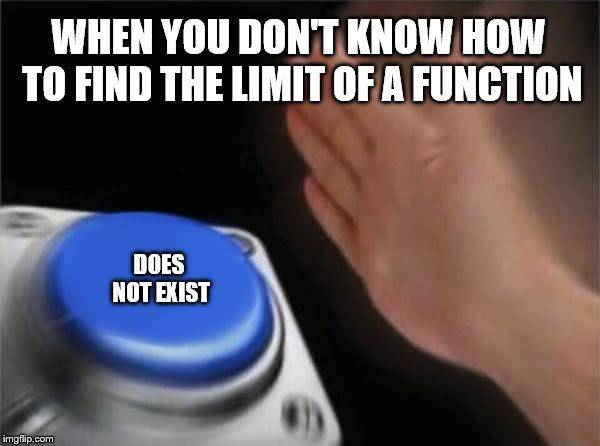 WHEN YOU DON'T KNOW HOW
TO FIND THE LIMIT OF A FUNCTION
DOES
NOT EXIST
imgflip.com